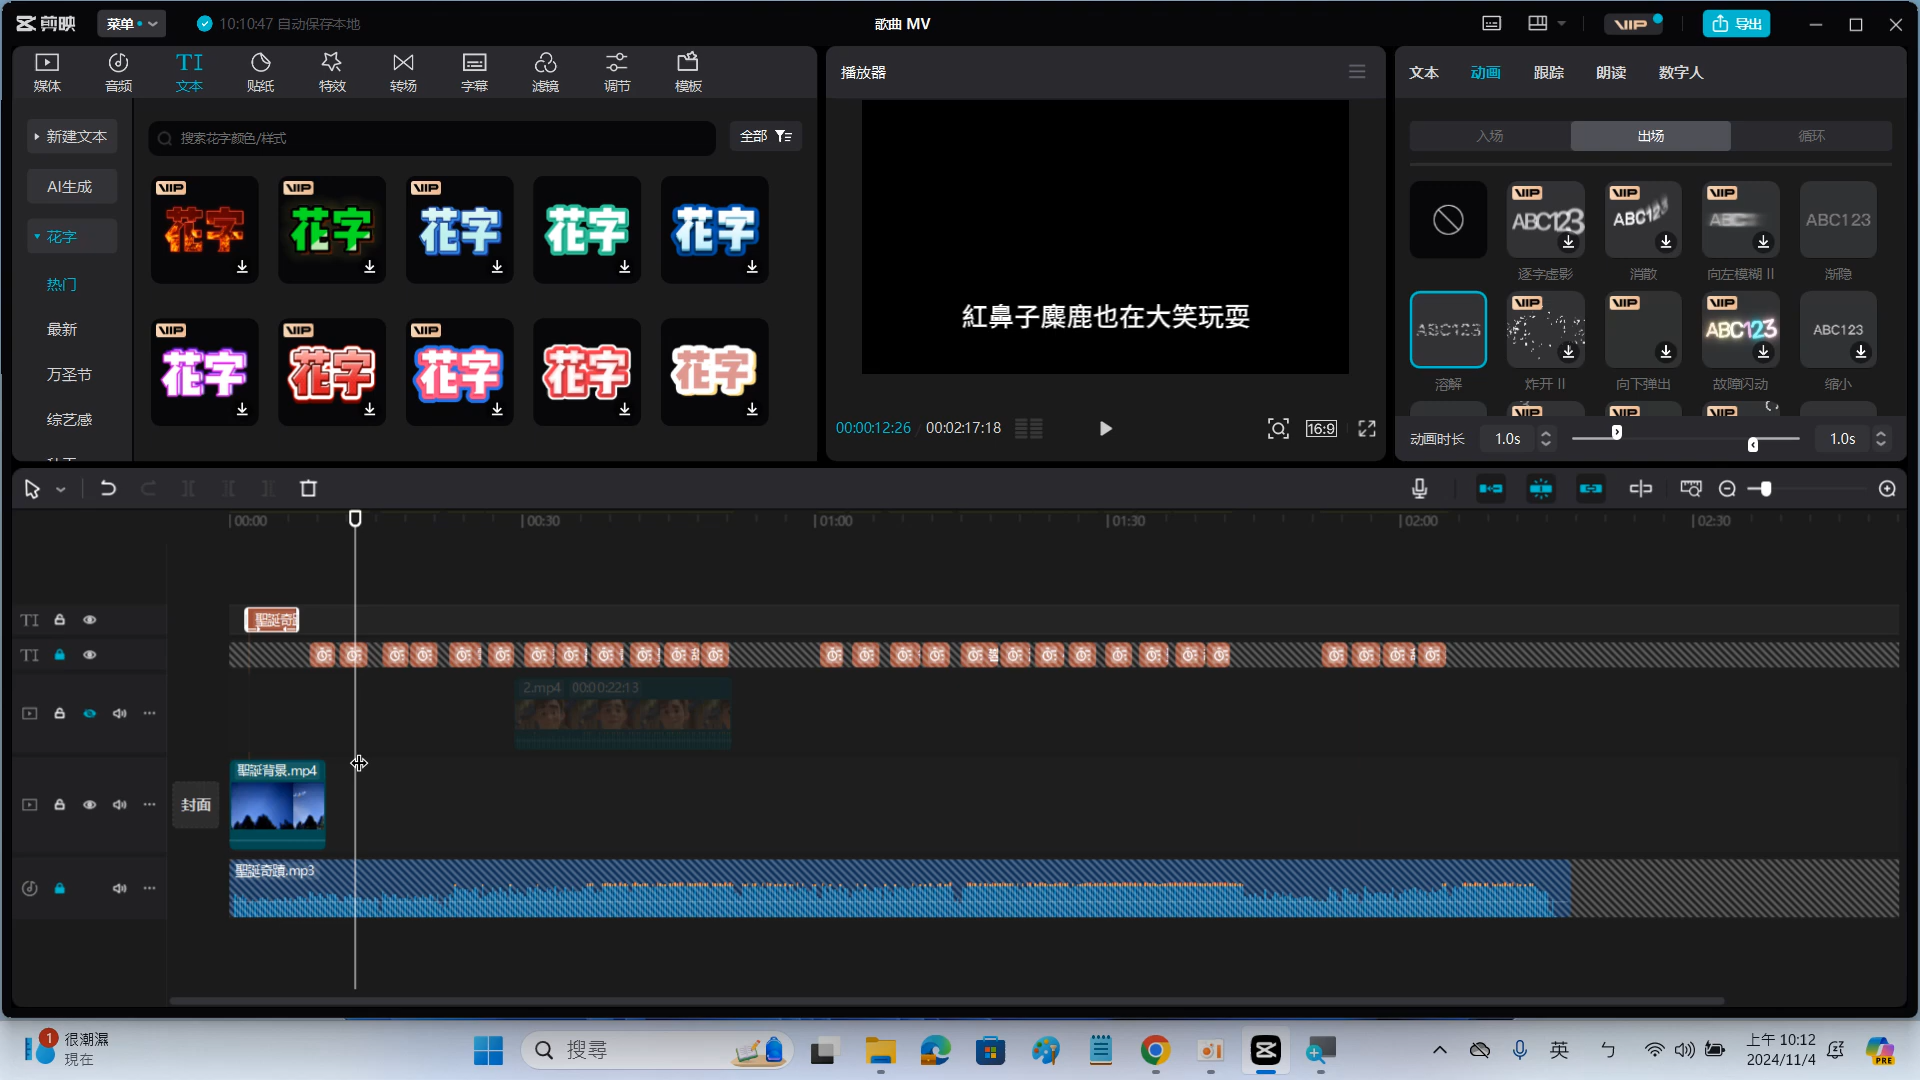 剪映
菜单
10:10:47 自动保存本地
歌曲 MV
VIP
导出
媒体
音频
TI
文本
贴纸
特效
转场
字幕
滤镜
调节
模板
新建文本
AI生成
花字
热门
最新
万圣节
综艺感
搜索花字颜色/样式
全部
VIP
花字
VIP
花字
VIP
花字
花字
花字
VIP
花字
VIP
花字
VIP
花字
花字
花字
播放器
紅鼻子麋鹿也在大笑玩耍
00:00:12:26
00:02:17:18
16:9
文本
动画
跟踪
朗读
数字人
入场
出场
循环
VIP
ABC123
逐字虚影
VIP
ABC123
消散
VIP
ABC
向左模糊 II
ABC123
渐隐
ABC123
溶解
VIP
炸开 II
VIP
向下弹出
VIP
ABC123
故障闪动
ABC123
缩小
VIP
VIP
VIP
动画时长
1.0s
1.0s
00:00
00:30
01:00
01:30
02:00
02:30
TI
聖誕奇
TI
2.mp4
00:00:22:13
封面
聖誕背景.mp4
聖誕奇蹟.mp3
1
很潮濕
現在
搜尋
英
ㄅ
上午 10:12
2024/11/4
PRE